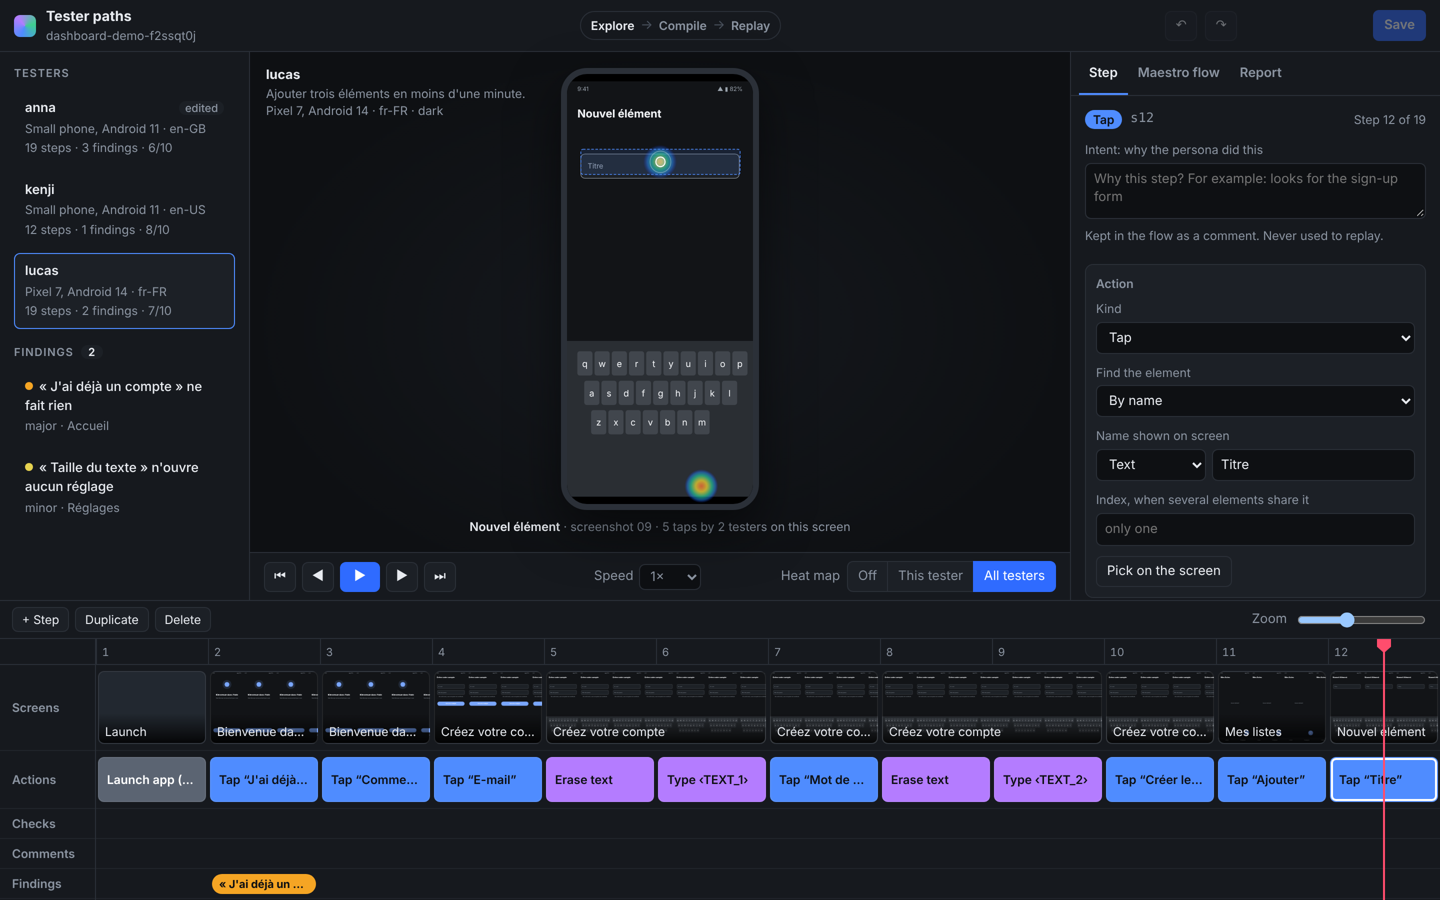 Tester paths
dashboard-demo-f2ssqt0j
Explore → Compile → Replay
Save
TESTERS
anna
edited
Small phone, Android 11 · en-GB
19 steps · 3 findings · 6/10
kenji
Small phone, Android 11 · en-US
12 steps · 1 findings · 8/10
lucas
Pixel 7, Android 14 · fr-FR
19 steps · 2 findings · 7/10
FINDINGS 2
« J'ai déjà un compte » ne
fait rien
major · Accueil
« Taille du texte » n'ouvre
aucun réglage
minor · Réglages
lucas
Ajouter trois éléments en moins d'une minute.
Pixel 7, Android 14 · fr-FR · dark
9:41
82%
Nouvel élément
Titre
q w e r t y u i o p
a s d f g h j k l
z x c v b n m
Nouvel élément · screenshot 09 · 5 taps by 2 testers on this screen
Speed
1×
Heat map
Off
This tester
All testers
Step
Maestro flow
Report
Tap
s12
Step 12 of 19
Intent: why the persona did this
Why this step? For example: looks for the sign-up
form
Kept in the flow as a comment. Never used to replay.
Action
Kind
Tap
Find the element
By name
Name shown on screen
Text
Titre
Index, when several elements share it
only one
Pick on the screen
+ Step
Duplicate
Delete
Zoom
1 2 3 4 5 6 7 8 9 10 11 12
Screens
Launch
Bienvenue da...
Bienvenue da...
Créez votre co...
Créez votre compte
Créez votre co...
Créez votre compte
Créez votre co...
Mes listes
Nouvel élément
Actions
Launch app (...
Tap “J'ai déjà...
Tap “Comme...
Tap “E-mail”
Erase text
Type ‹TEXT_1›
Tap “Mot de ...
Erase text
Type ‹TEXT_2›
Tap “Créer le...
Tap “Ajouter”
Tap “Titre”
Checks
Comments
Findings
« J'ai déjà un ...